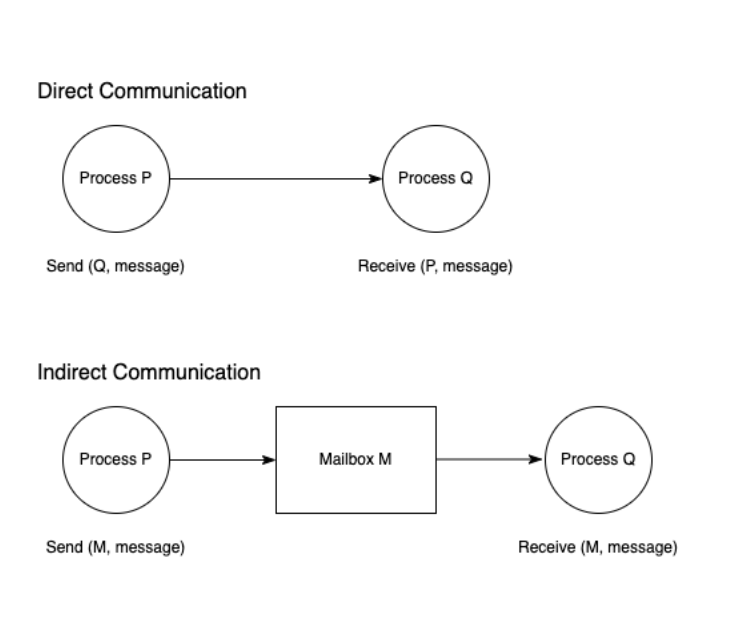 Direct Communication
Process P
Process Q
Send (Q, message)
Receive (P, message)
Indirect Communication
Process P
Mailbox M
Process Q
Send (M, message)
Receive (M, message)